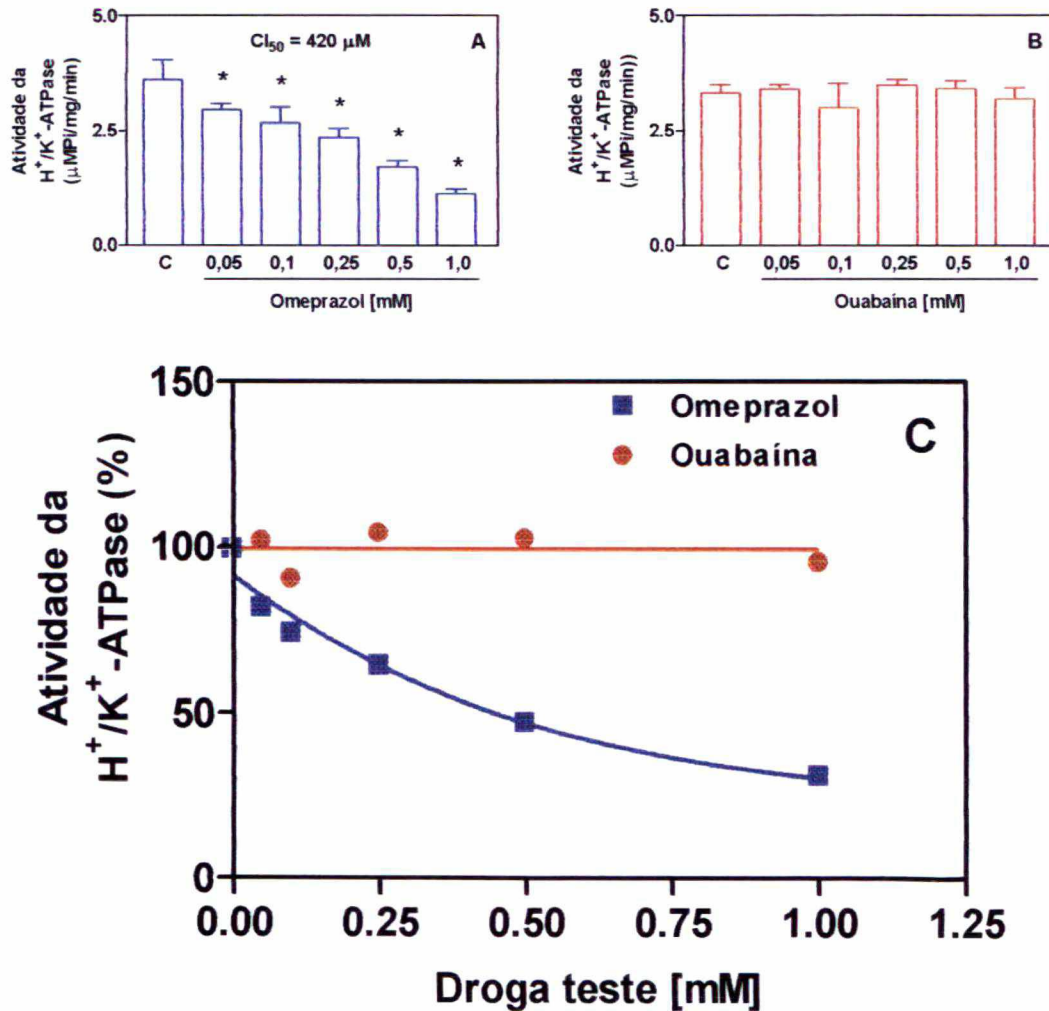 5.0
2.5
0.0
Atividade da
H⁺/K⁺-ATPase
(µMPi/mg/min)
CI₅₀ = 420 µM
A
* * * * *
C 0,05 0,1 0,25 0,5 1,0
Omeprazol [mM]
5.0
2.5
0.0
Atividade da
H⁺/K⁺-ATPase
(µMPi/mg/min))
B
C 0,05 0,1 0,25 0,5 1,0
Ouabaína [mM]
150
100
50
0
Atividade da
H⁺/K⁺-ATPase (%)
Omeprazol
Ouabaína
C
0.00 0.25 0.50 0.75 1.00 1.25
Droga teste [mM]